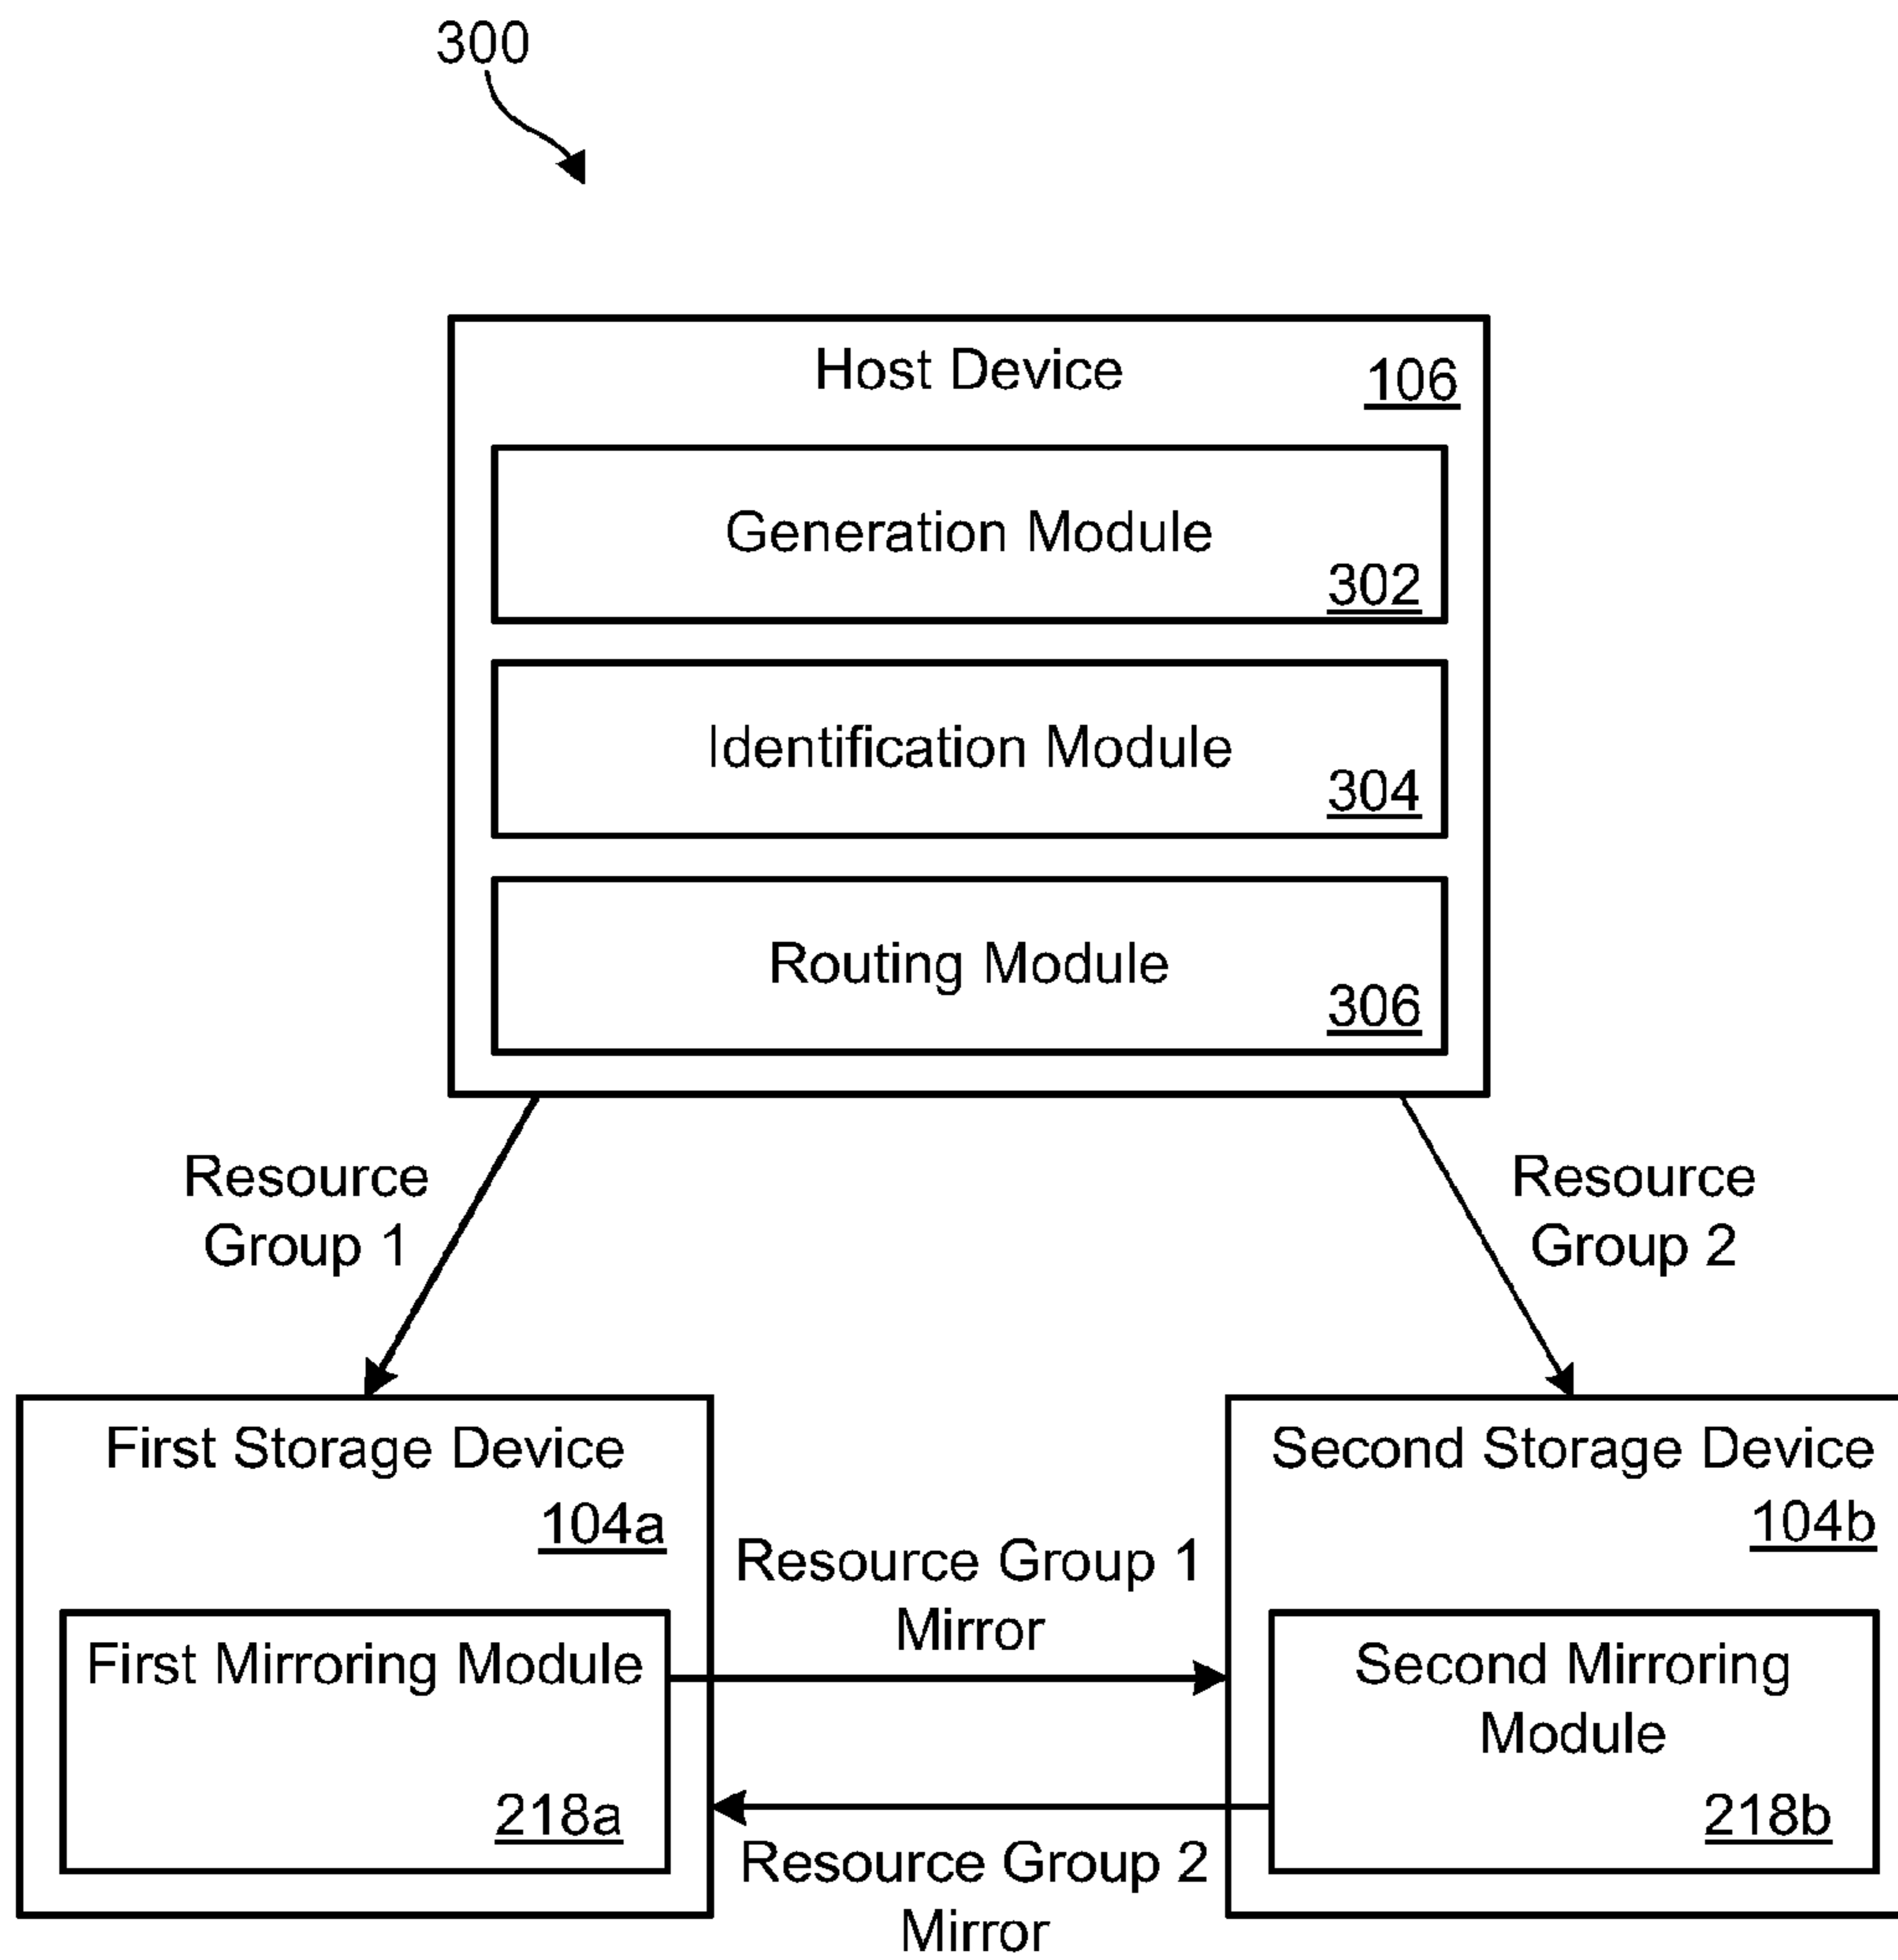 300
Host Device
106
Generation Module
302
Identification Module
304
Routing Module
306
Resource
Group 1
Resource
Group 2
First Storage Device
104a
First Mirroring Module
218a
Resource Group 1
Mirror
Resource Group 2
Mirror
Second Storage Device
104b
Second Mirroring
Module
218b